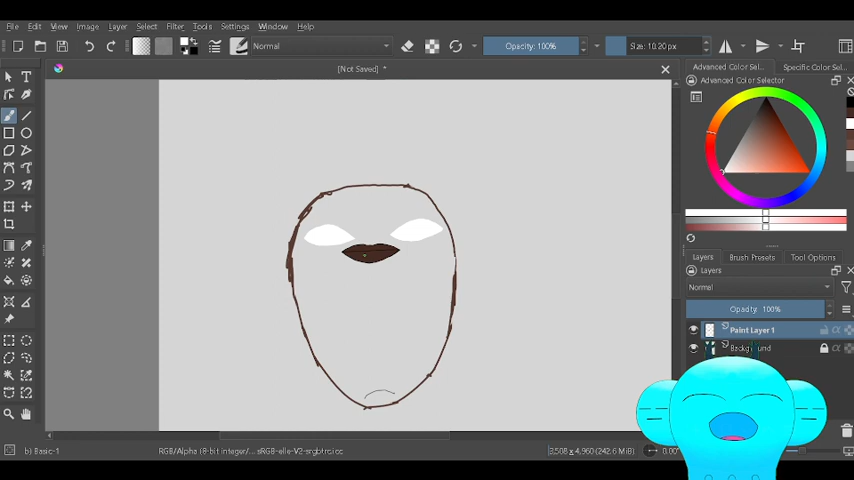 File Edit View Image Layer Select Filter Tools Settings Window Help
Normal Opacity: 100% Size: 10.20 px
[Not Saved] *
Advanced Color Sel... Specific Color Sel...
Advanced Color Selector
Layers Brush Presets Tool Options
Layers
Normal
Opacity: 100%
Paint Layer 1
Background
b) Basic-1 RGB/Alpha (8-bit integer/... sRGB-elle-V2-srgbtrc.icc 3,508 x 4,960 (242.6 MiB) 0.00°